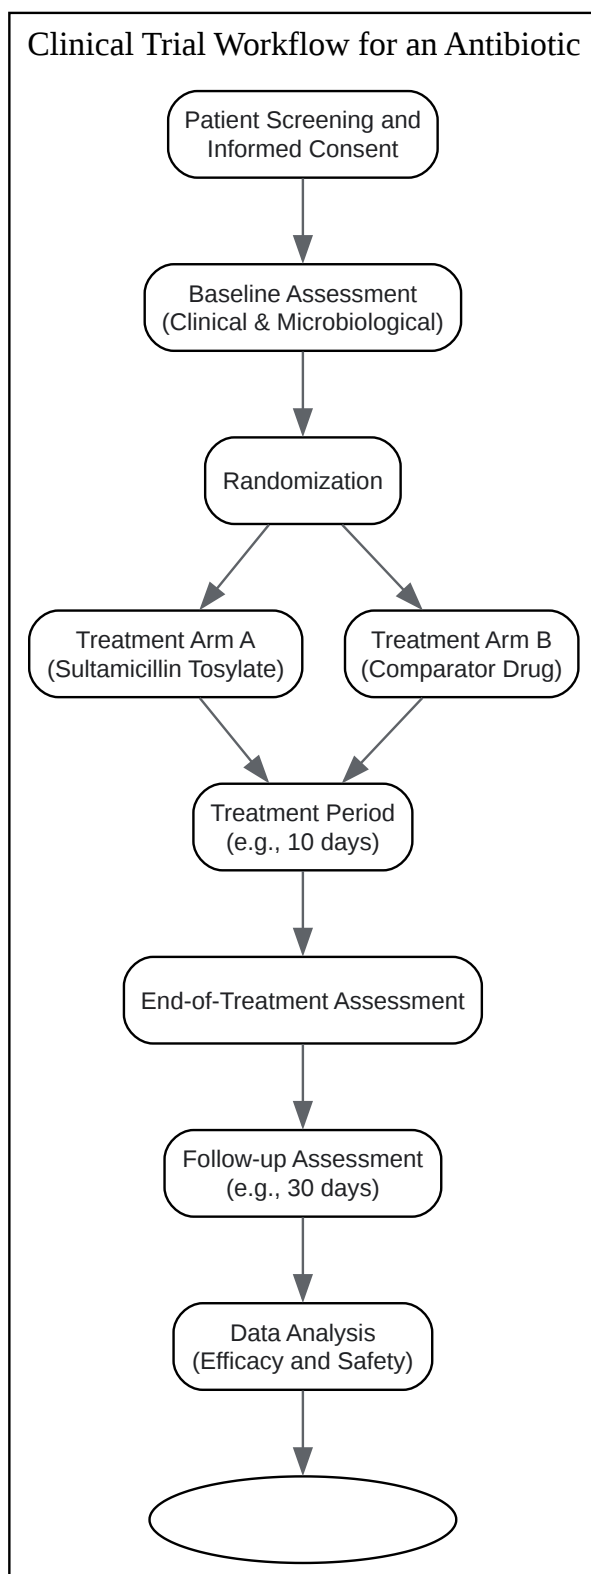 Clinical Trial Workflow for an Antibiotic
Patient Screening and
Informed Consent
Baseline Assessment
(Clinical & Microbiological)
Randomization
Treatment Arm A
(Sultamicillin Tosylate)
Treatment Arm B
(Comparator Drug)
Treatment Period
(e.g., 10 days)
End-of-Treatment Assessment
Follow-up Assessment
(e.g., 30 days)
Data Analysis
(Efficacy and Safety)